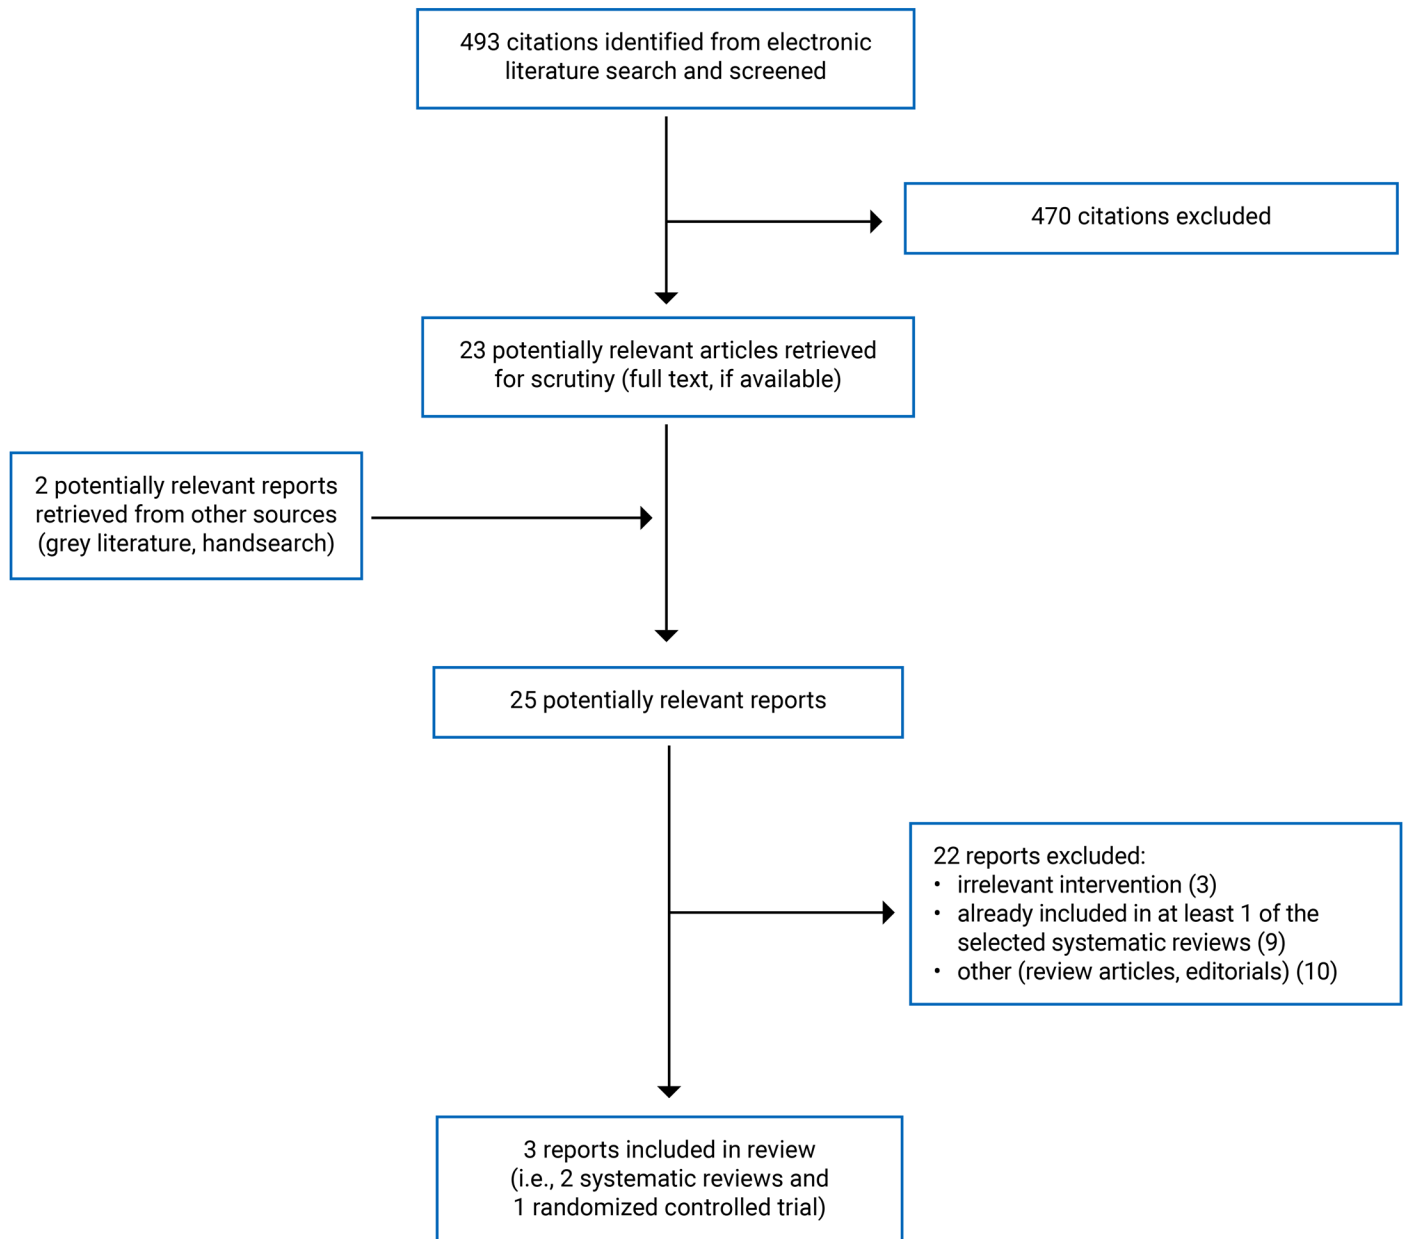 493 citations identified from electronic
literature search and screened
470 citations excluded
23 potentially relevant articles retrieved
for scrutiny (full text, if available)
2 potentially relevant reports
retrieved from other sources
(grey literature, handsearch)
25 potentially relevant reports
22 reports excluded:
• irrelevant intervention (3)
• already included in at least 1 of the
selected systematic reviews (9)
• other (review articles, editorials) (10)
3 reports included in review
(i.e., 2 systematic reviews and
1 randomized controlled trial)